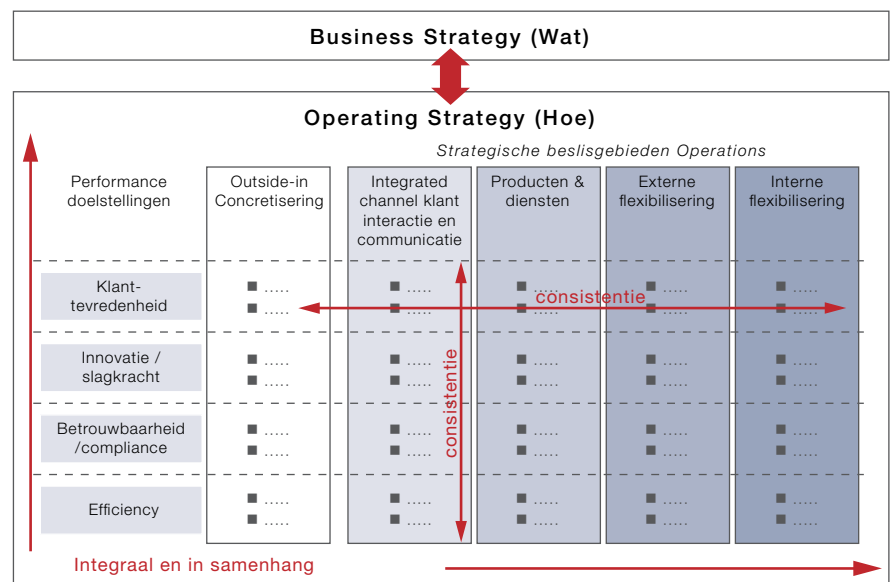 Business Strategy (Wat)
Operating Strategy (Hoe)
Strategische beslisgebieden Operations
Performance
doelstellingen
Outside-in
Concretisering
Integrated
channel klant
interactie en
communicatie
Producten &
diensten
Externe
flexibilisering
Interne
flexibilisering
Klant-
tevredenheid
■ .....
■ .....
■ .....
■ .....
■ .....
■ .....
■ .....
■ .....
■ .....
■ .....
consistentie
Innovatie /
slagkracht
■ .....
■ .....
■ .....
■ .....
■ .....
■ .....
■ .....
■ .....
■ .....
■ .....
consistentie
Betrouwbaarheid
/compliance
■ .....
■ .....
■ .....
■ .....
■ .....
■ .....
■ .....
■ .....
■ .....
■ .....
Efficiency
■ .....
■ .....
■ .....
■ .....
■ .....
■ .....
■ .....
■ .....
■ .....
■ .....
Integraal en in samenhang